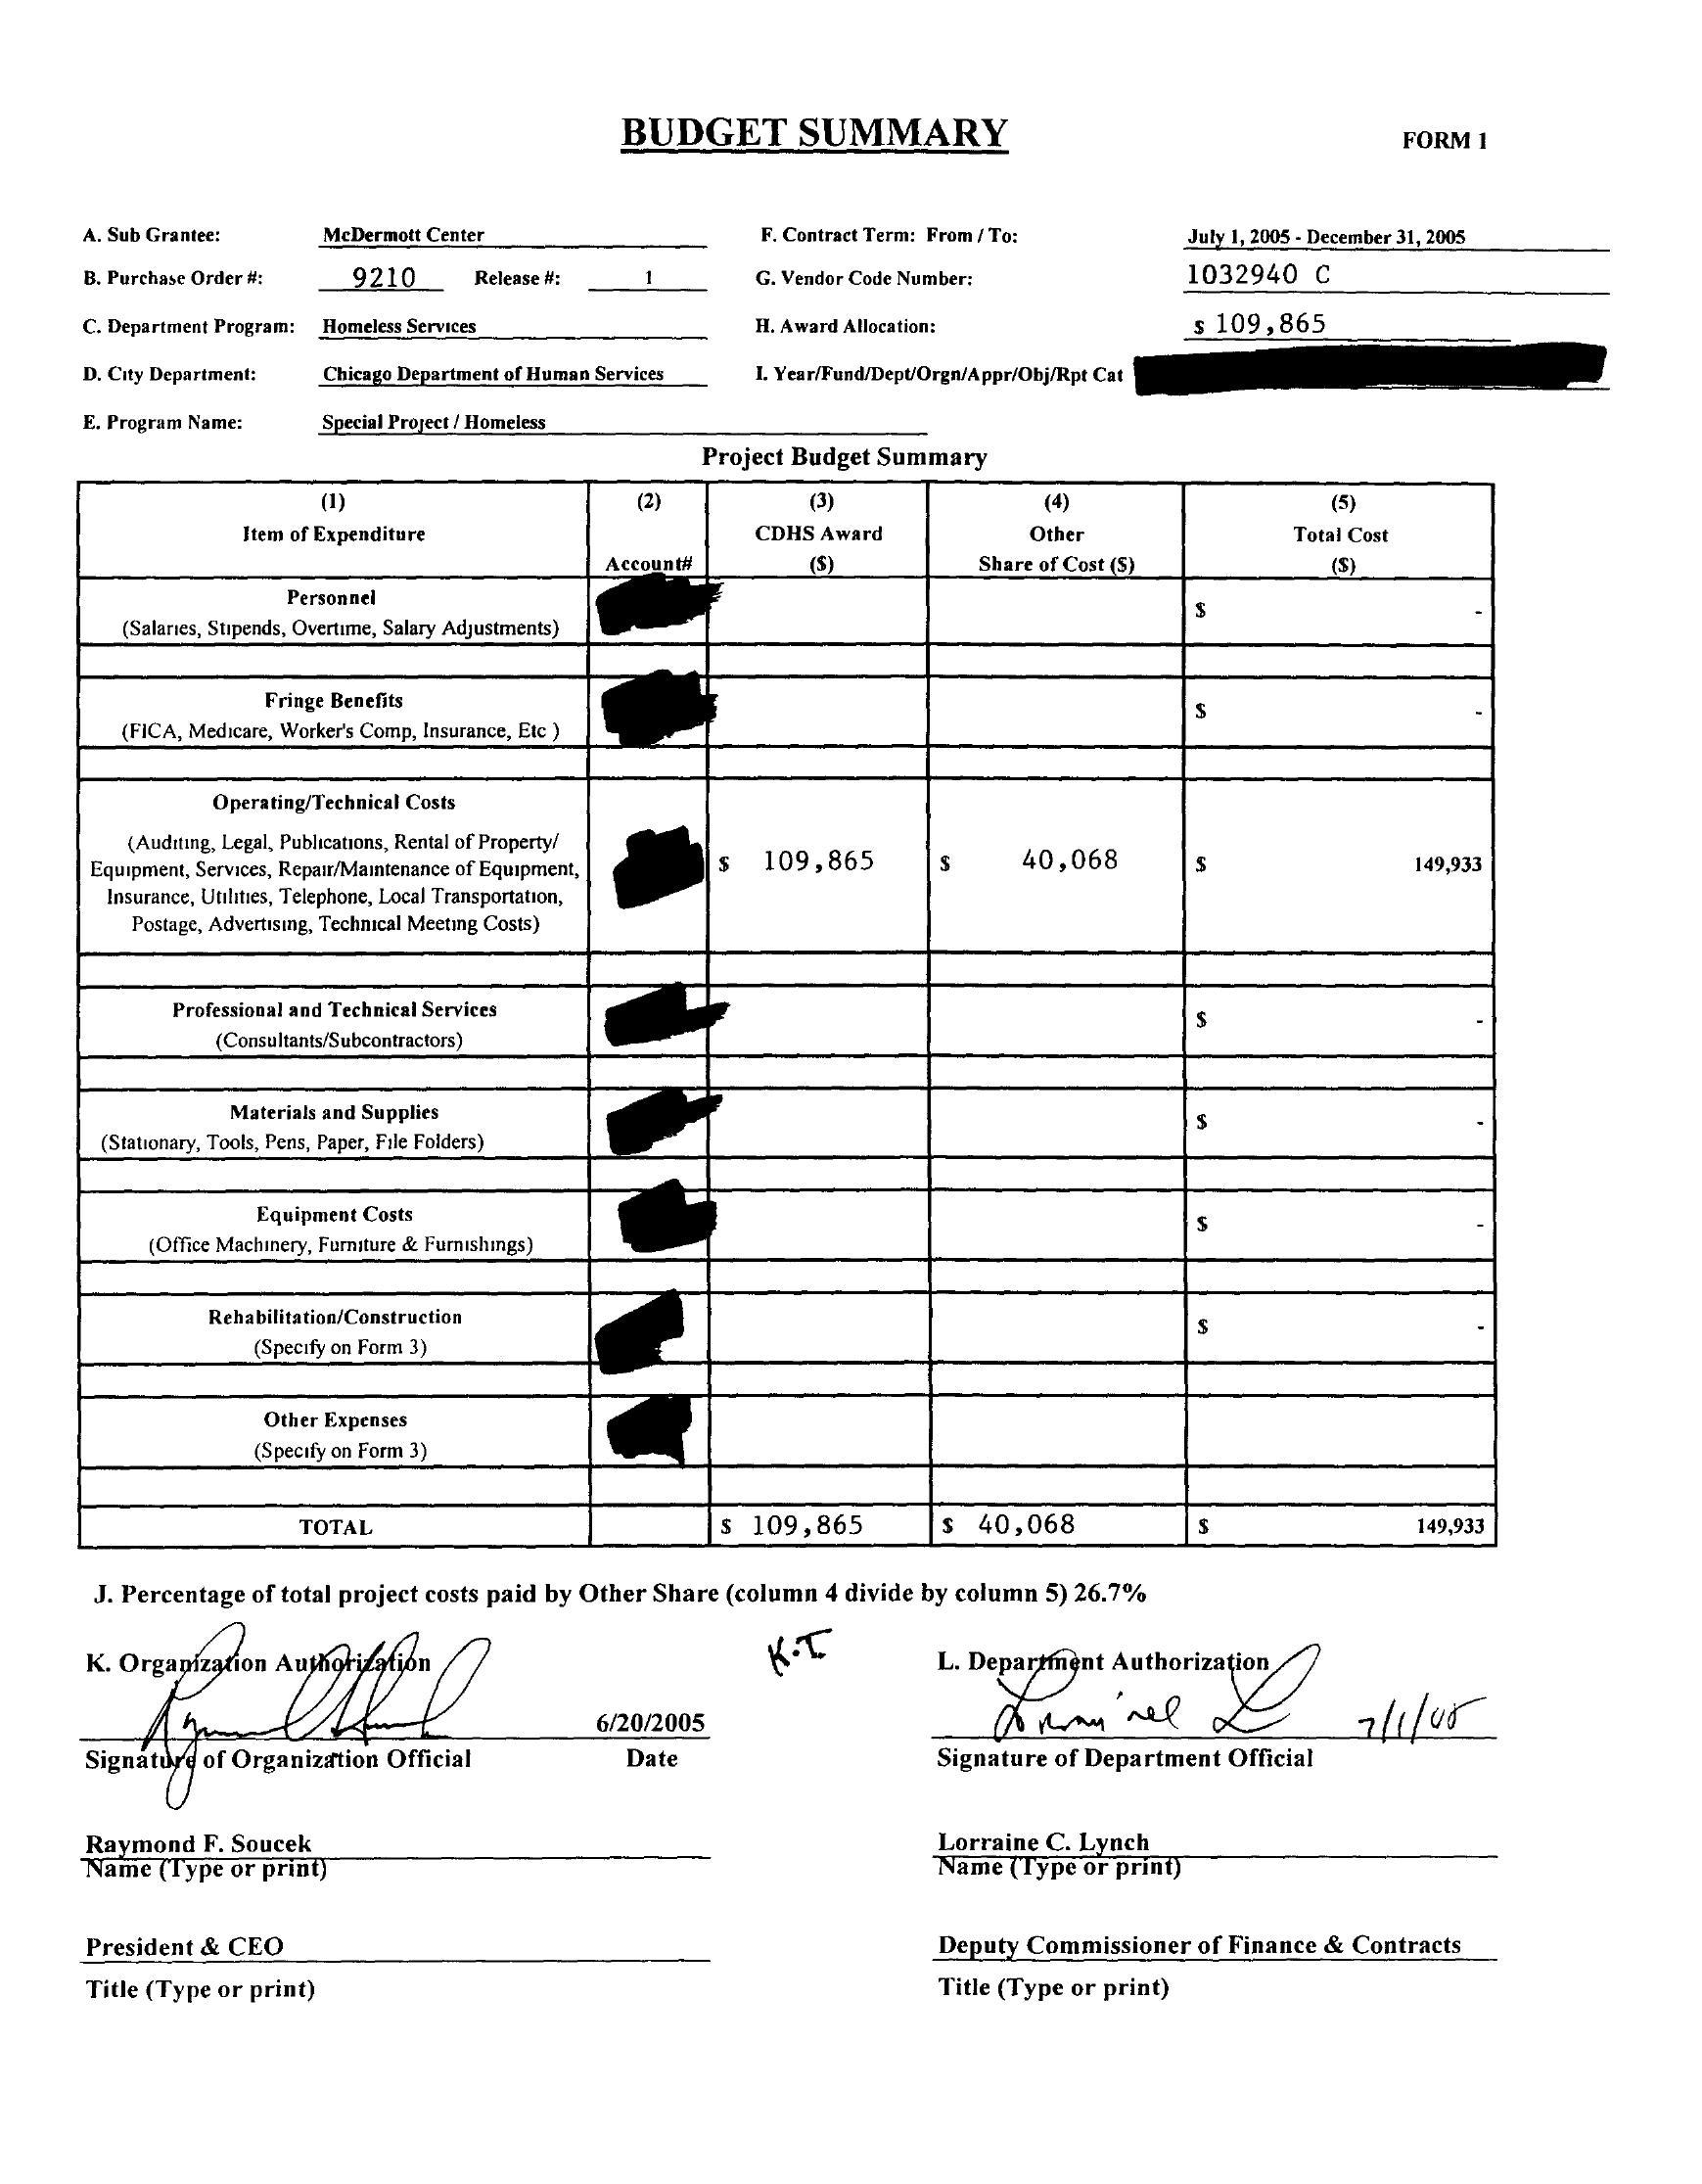 BUDGET SUMMARY
FORM 1
A. Sub Grantee: McDermott Center F. Contract Term: From / To: July 1, 2005 - December 31, 2005
B. Purchase Order #: 9210 Release #: 1 G. Vendor Code Number: 1032940 C
C. Department Program: Homeless Services H. Award Allocation: $ 109,865
D. City Department: Chicago Department of Human Services I. Year/Fund/Dept/Orgn/Appr/Obj/Rpt Cat
E. Program Name: Special Project / Homeless
Project Budget Summary
(1) (2) (3) (4) (5)
Item of Expenditure CDHS Award Other Total Cost
Account# ($) Share of Cost ($) ($)
Personnel
(Salaries, Stipends, Overtime, Salary Adjustments) $ -
Fringe Benefits
(FICA, Medicare, Worker's Comp, Insurance, Etc ) $ -
Operating/Technical Costs
(Auditing, Legal, Publications, Rental of Property/
Equipment, Services, Repair/Maintenance of Equipment, $ 109,865 $ 40,068 $ 149,933
Insurance, Utilities, Telephone, Local Transportation,
Postage, Advertising, Technical Meeting Costs)
Professional and Technical Services
(Consultants/Subcontractors) $ -
Materials and Supplies
(Stationary, Tools, Pens, Paper, File Folders) $ -
Equipment Costs
(Office Machinery, Furniture & Furnishings) $ -
Rehabilitation/Construction
(Specify on Form 3) $ -
Other Expenses
(Specify on Form 3)
TOTAL $ 109,865 $ 40,068 $ 149,933
J. Percentage of total project costs paid by Other Share (column 4 divide by column 5) 26.7%
K. Organization Authorization K.I. L. Department Authorization
6/20/2005 7/1/05
Signature of Organization Official Date Signature of Department Official
Raymond F. Soucek Lorraine C. Lynch
Name (Type or print) Name (Type or print)
President & CEO Deputy Commissioner of Finance & Contracts
Title (Type or print) Title (Type or print)